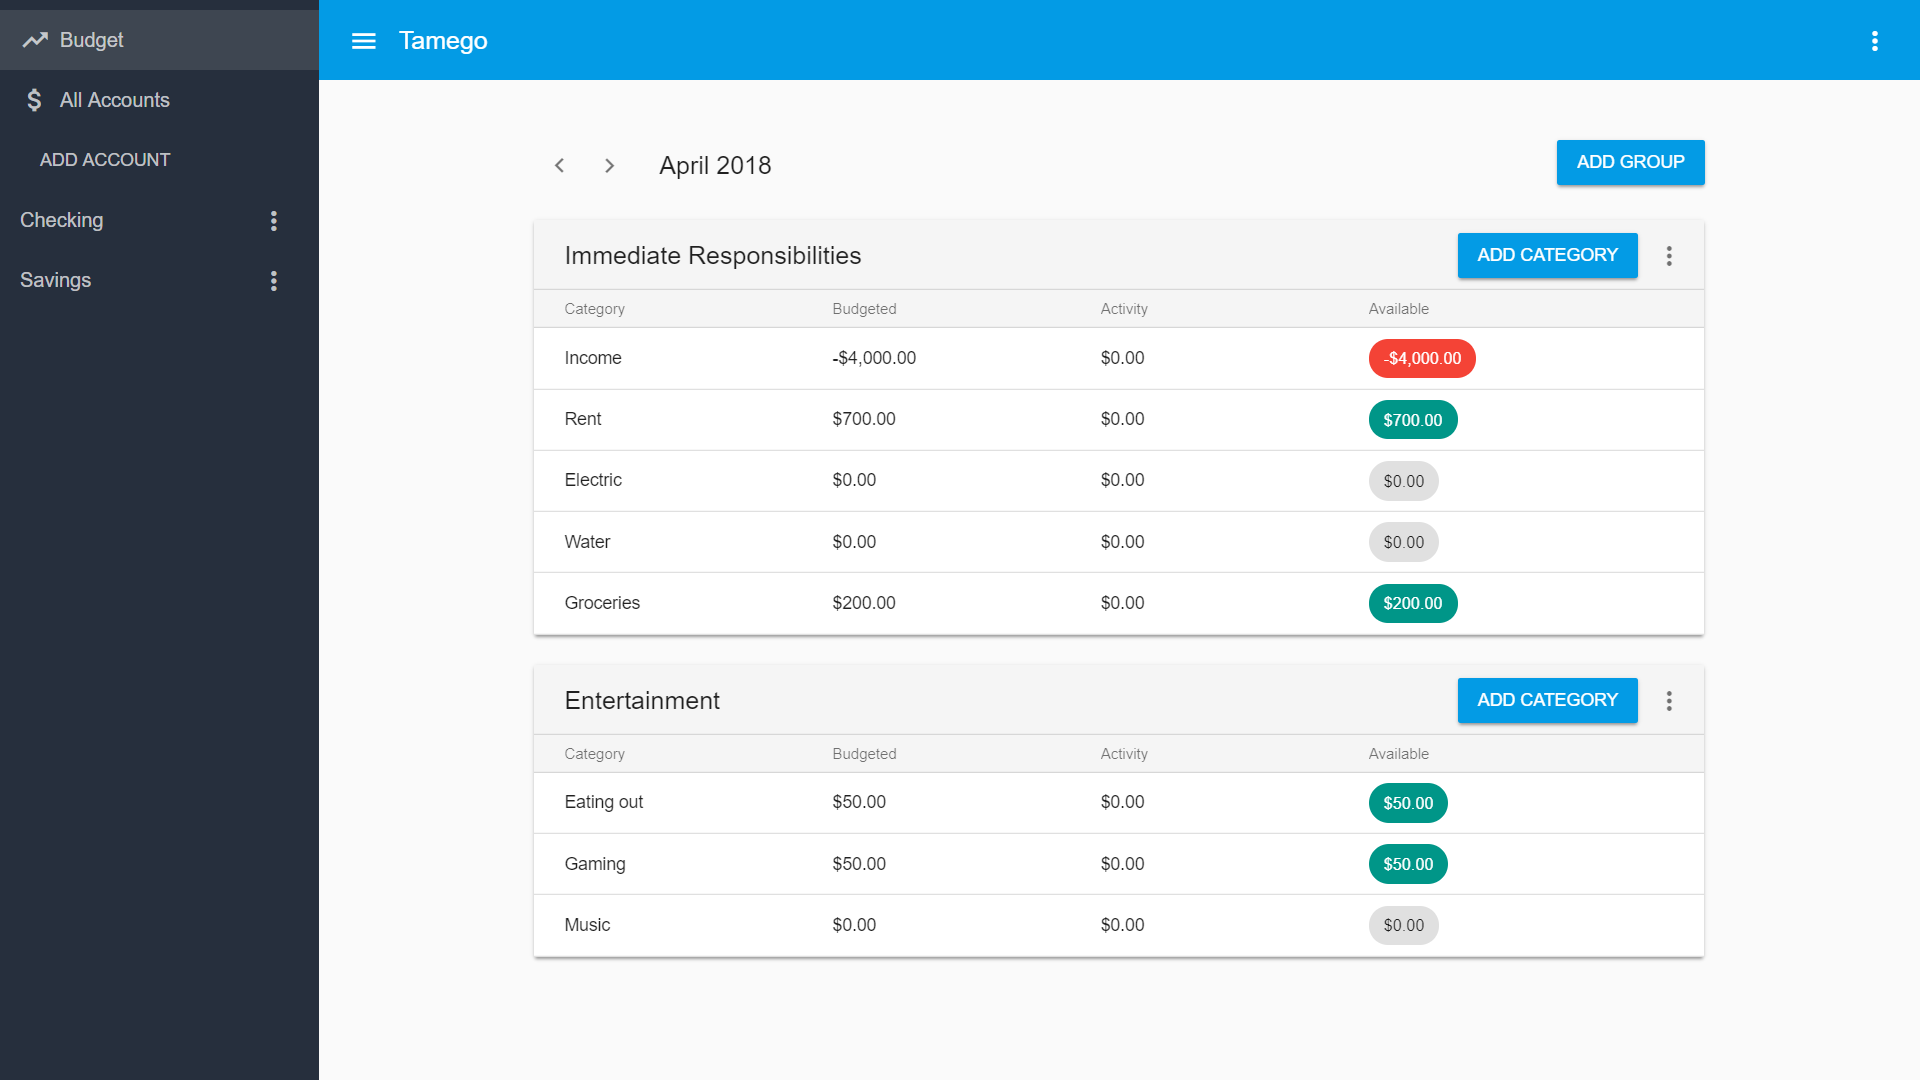 Budget
All Accounts
ADD ACCOUNT
Checking
Savings
Tamego
April 2018
ADD GROUP
Immediate Responsibilities
ADD CATEGORY
Category Budgeted Activity Available
Income -$4,000.00 $0.00 -$4,000.00
Rent $700.00 $0.00 $700.00
Electric $0.00 $0.00 $0.00
Water $0.00 $0.00 $0.00
Groceries $200.00 $0.00 $200.00
Entertainment
ADD CATEGORY
Category Budgeted Activity Available
Eating out $50.00 $0.00 $50.00
Gaming $50.00 $0.00 $50.00
Music $0.00 $0.00 $0.00